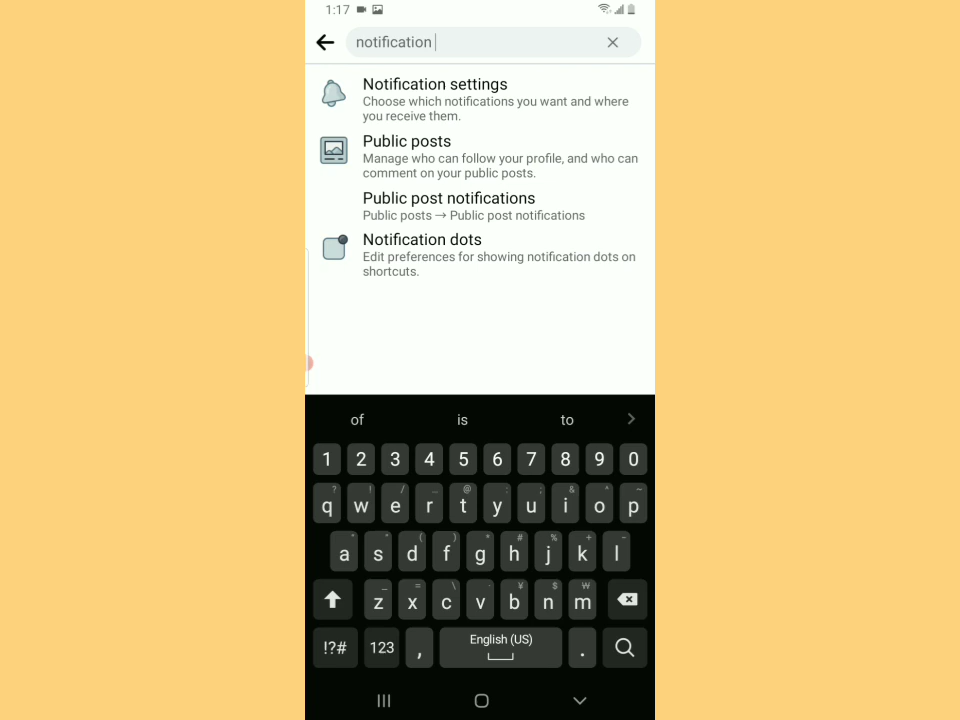 1:17
notification
Notification settings
Choose which notifications you want and where
you receive them.
Public posts
Manage who can follow your profile, and who can
comment on your public posts.
Public post notifications
Public posts → Public post notifications
Notification dots
Edit preferences for showing notification dots on
shortcuts.
of is to
1 2 3 4 5 6 7 8 9 0
q w e r t y u i o p
a s d f g h j k l
z x c v b n m
!?# 123 , English (US) .